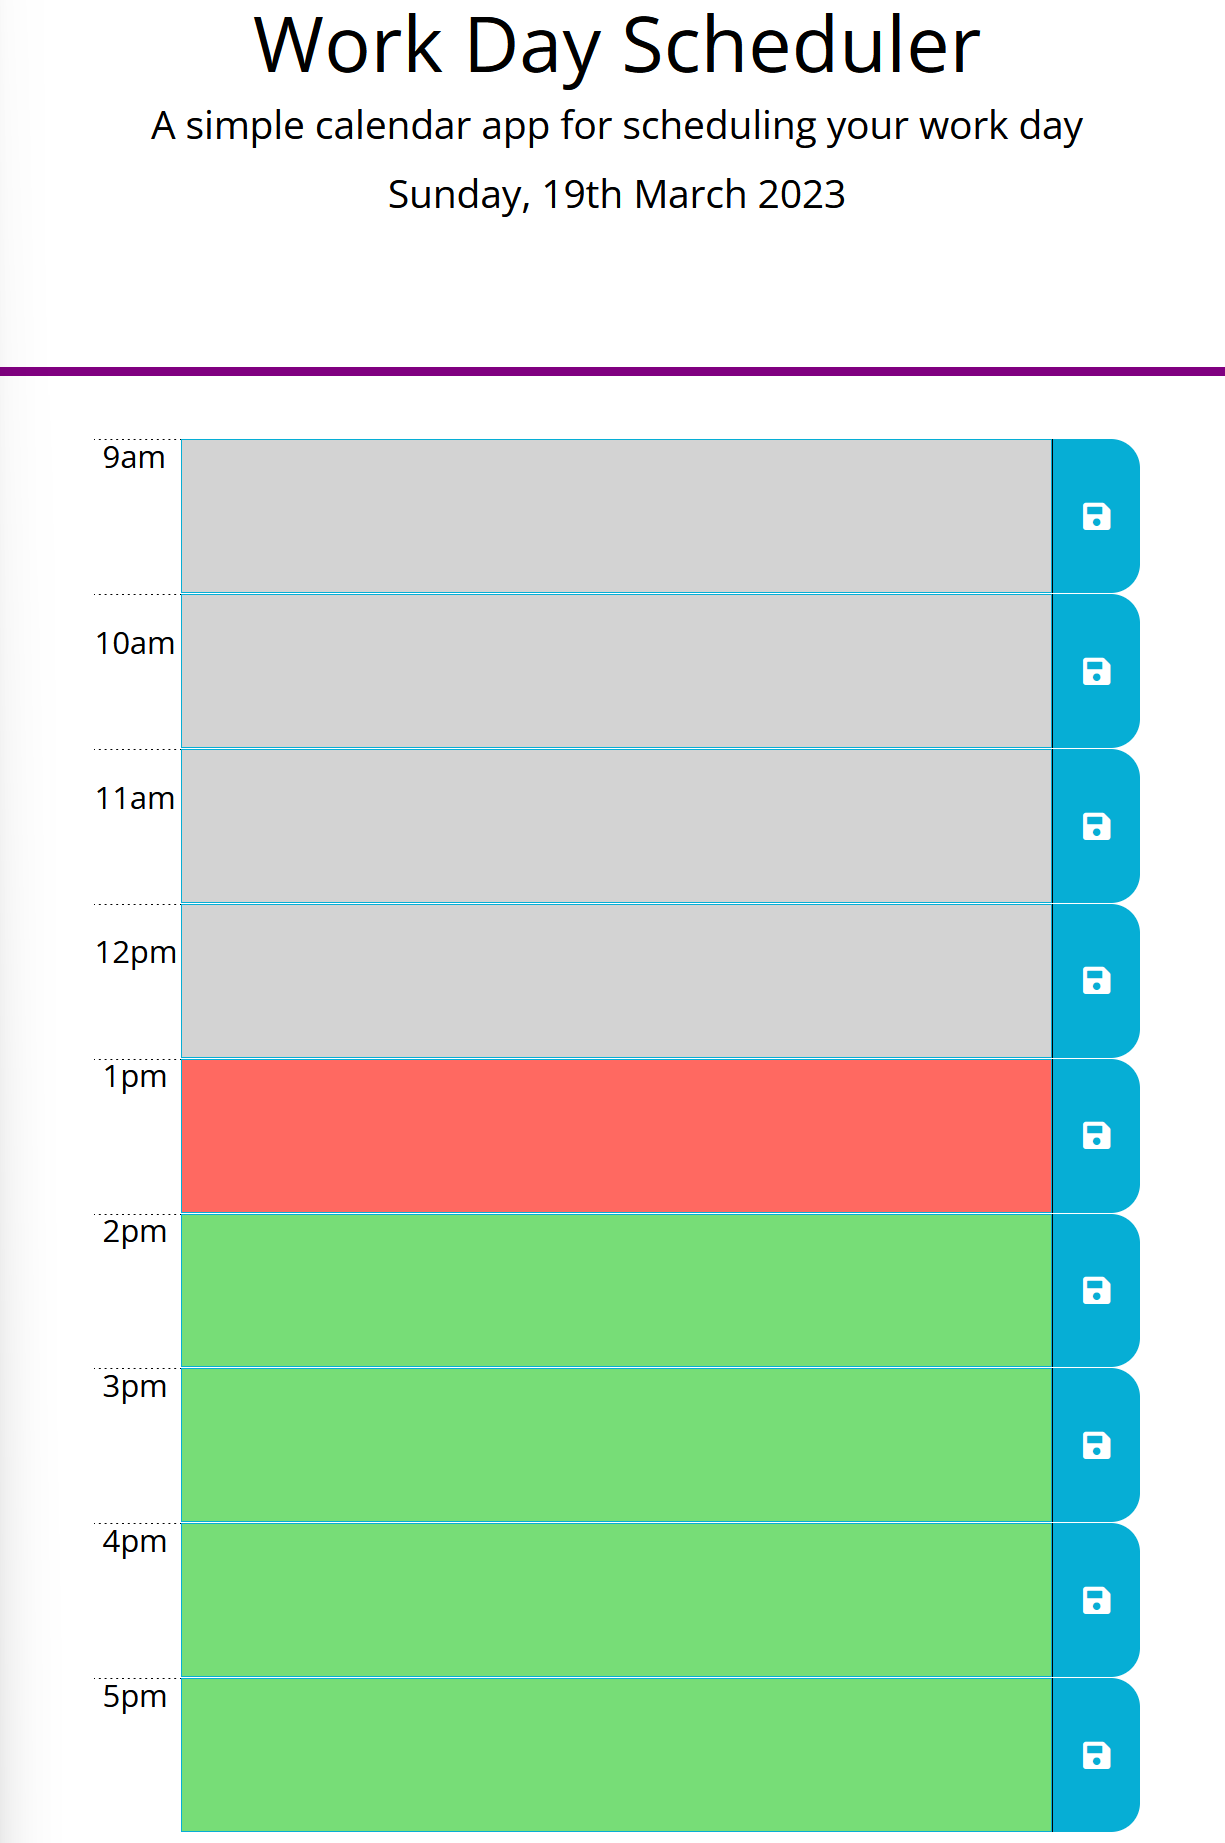 Work Day Scheduler
A simple calendar app for scheduling your work day
Sunday, 19th March 2023
9am
10am
11am
12pm
1pm
2pm
3pm
4pm
5pm